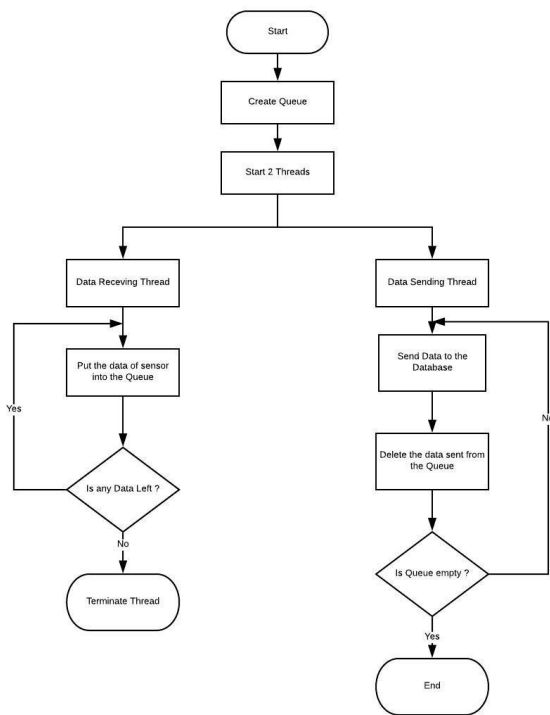 Start
Create Queue
Start 2 Threads
Data Receving Thread
Data Sending Thread
Put the data of sensor
into the Queue
Send Data to the
Database
Yes
Delete the data sent from
the Queue
Is any Data Left ?
No
Is Queue empty ?
Terminate Thread
Yes
End